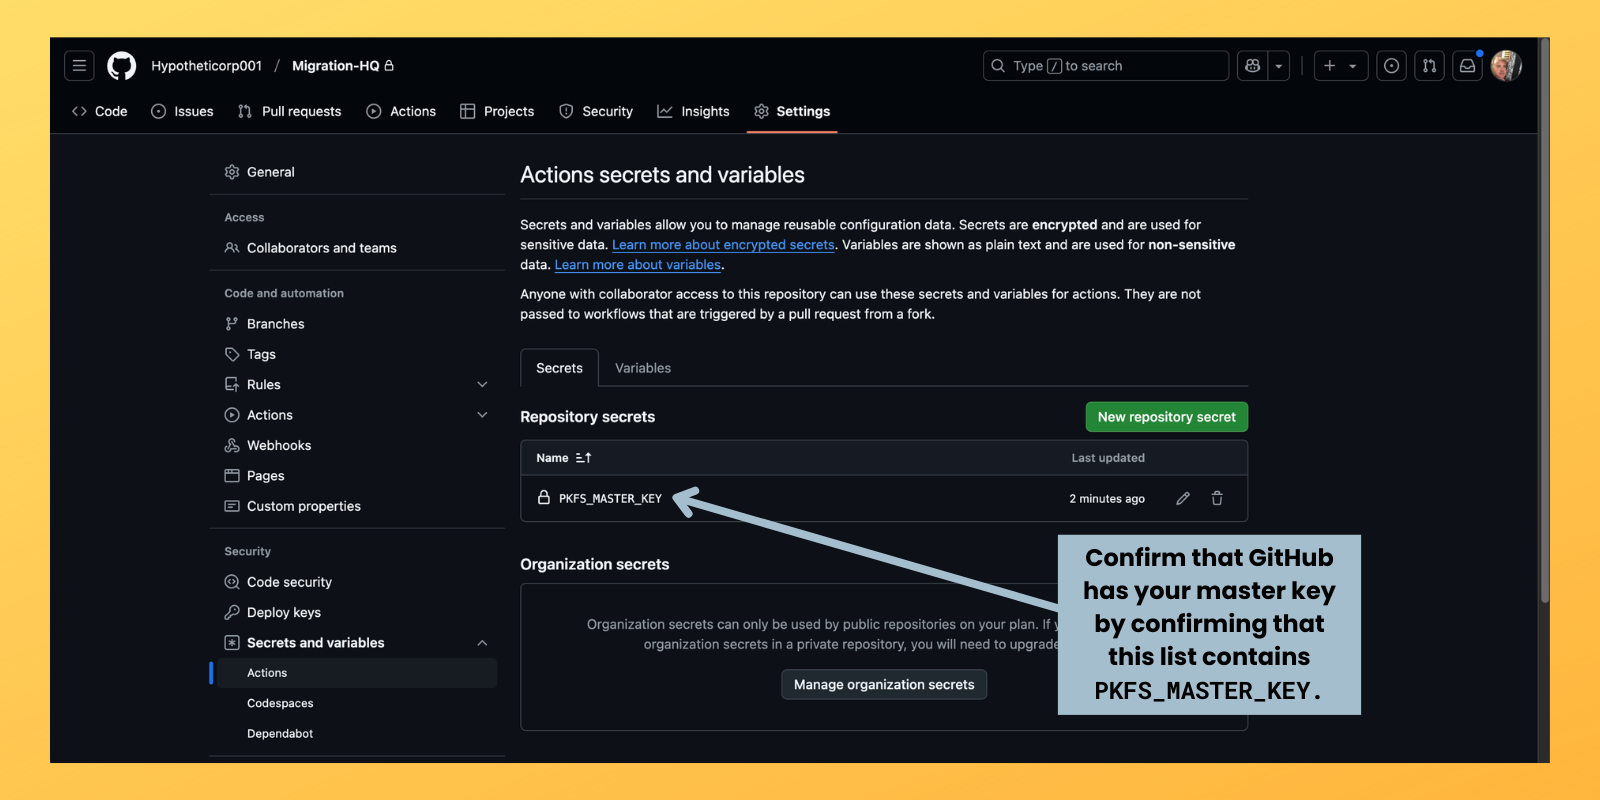 Hypotheticorp001 / Migration-HQ
Type / to search
Code
Issues
Pull requests
Actions
Projects
Security
Insights
Settings
General
Access
Collaborators and teams
Code and automation
Branches
Tags
Rules
Actions
Webhooks
Pages
Custom properties
Security
Code security
Deploy keys
Secrets and variables
Actions
Codespaces
Dependabot
Actions secrets and variables
Secrets and variables allow you to manage reusable configuration data. Secrets are encrypted and are used for
sensitive data. Learn more about encrypted secrets. Variables are shown as plain text and are used for non-sensitive
data. Learn more about variables.
Anyone with collaborator access to this repository can use these secrets and variables for actions. They are not
passed to workflows that are triggered by a pull request from a fork.
Secrets
Variables
Repository secrets
New repository secret
Name
Last updated
PKFS_MASTER_KEY
2 minutes ago
Organization secrets
Organization secrets can only be used by public repositories on your plan. If
organization secrets in a private repository, you will need to upgrade
Manage organization secrets
Confirm that GitHub
has your master key
by confirming that
this list contains
PKFS_MASTER_KEY.